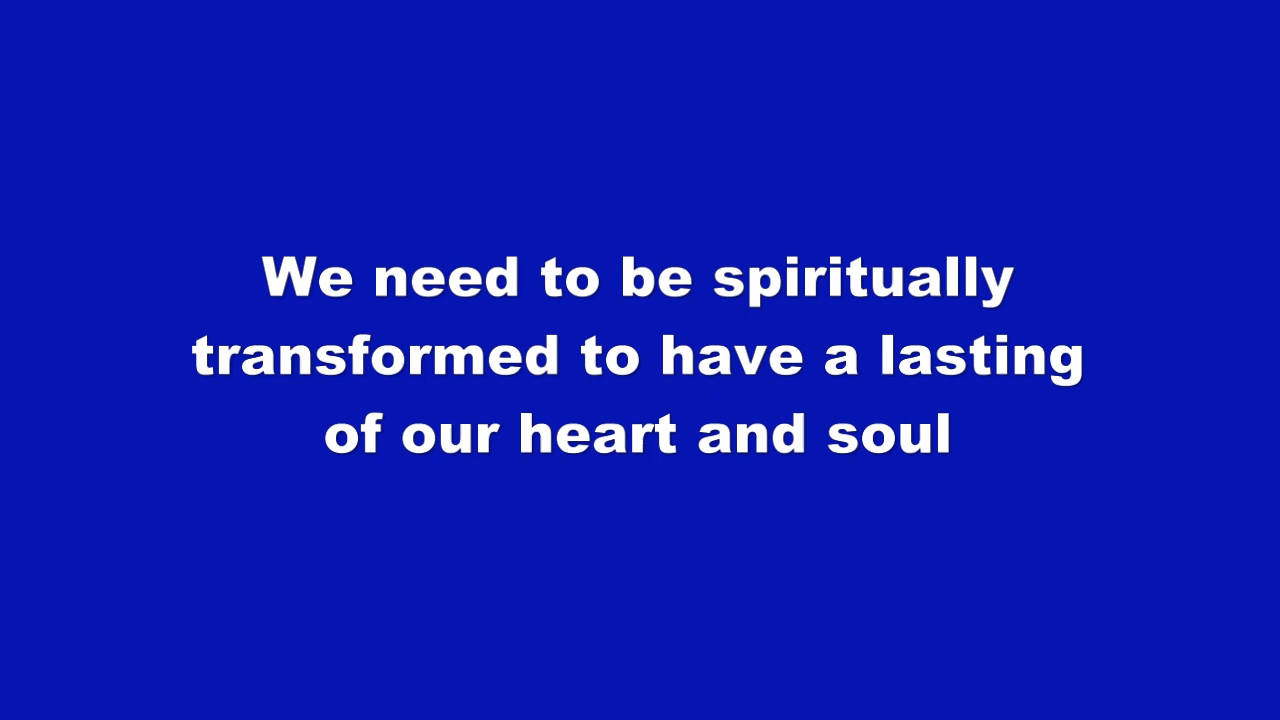 We need to be spiritually
transformed to have a lasting
of our heart and soul